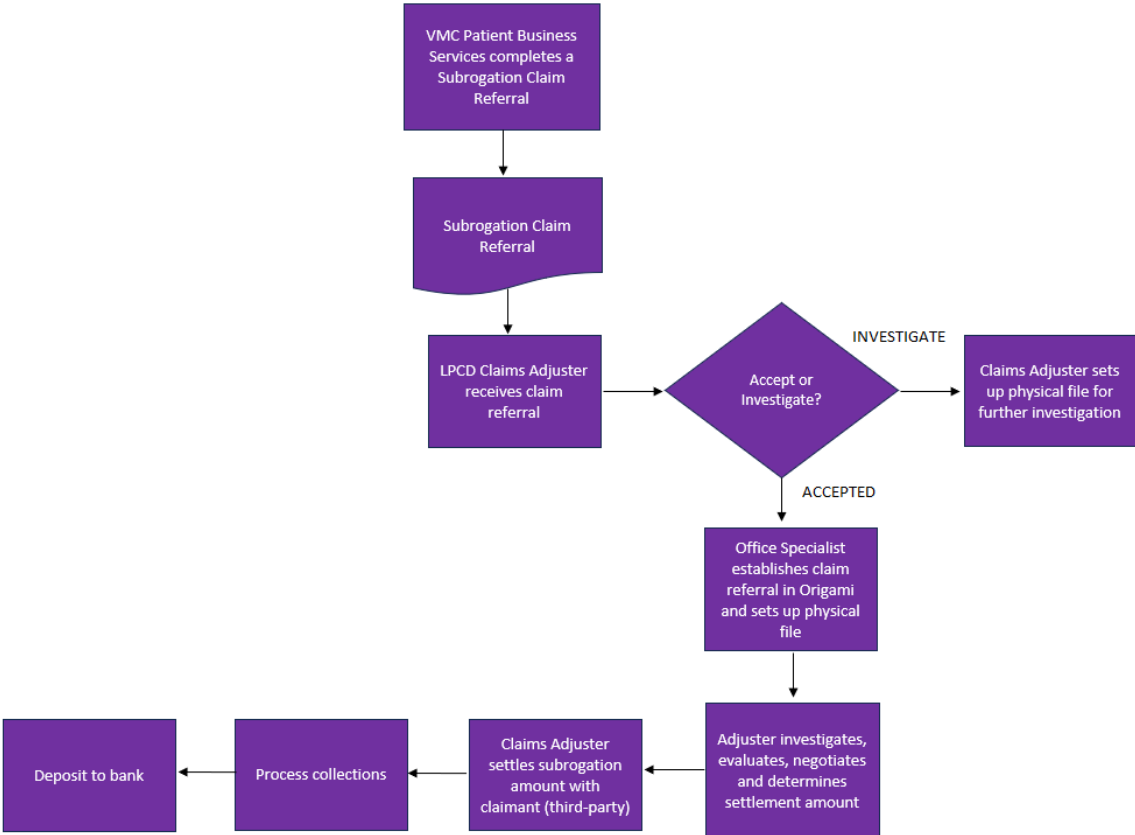 VMC Patient Business
Services completes a
Subrogation Claim
Referral
Subrogation Claim
Referral
LPCD Claims Adjuster
receives claim
referral
Accept or
Investigate?
INVESTIGATE
Claims Adjuster sets
up physical file for
further investigation
ACCEPTED
Office Specialist
establishes claim
referral in Origami
and sets up physical
file
Adjuster investigates,
evaluates, negotiates
and determines
settlement amount
Claims Adjuster
settles subrogation
amount with
claimant (third-party)
Process collections
Deposit to bank